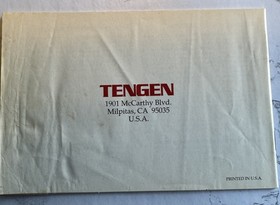 TENGEN
1901 McCarthy Blvd.
Milpitas, CA 95035
U.S.A.
PRINTED IN U.S.A.